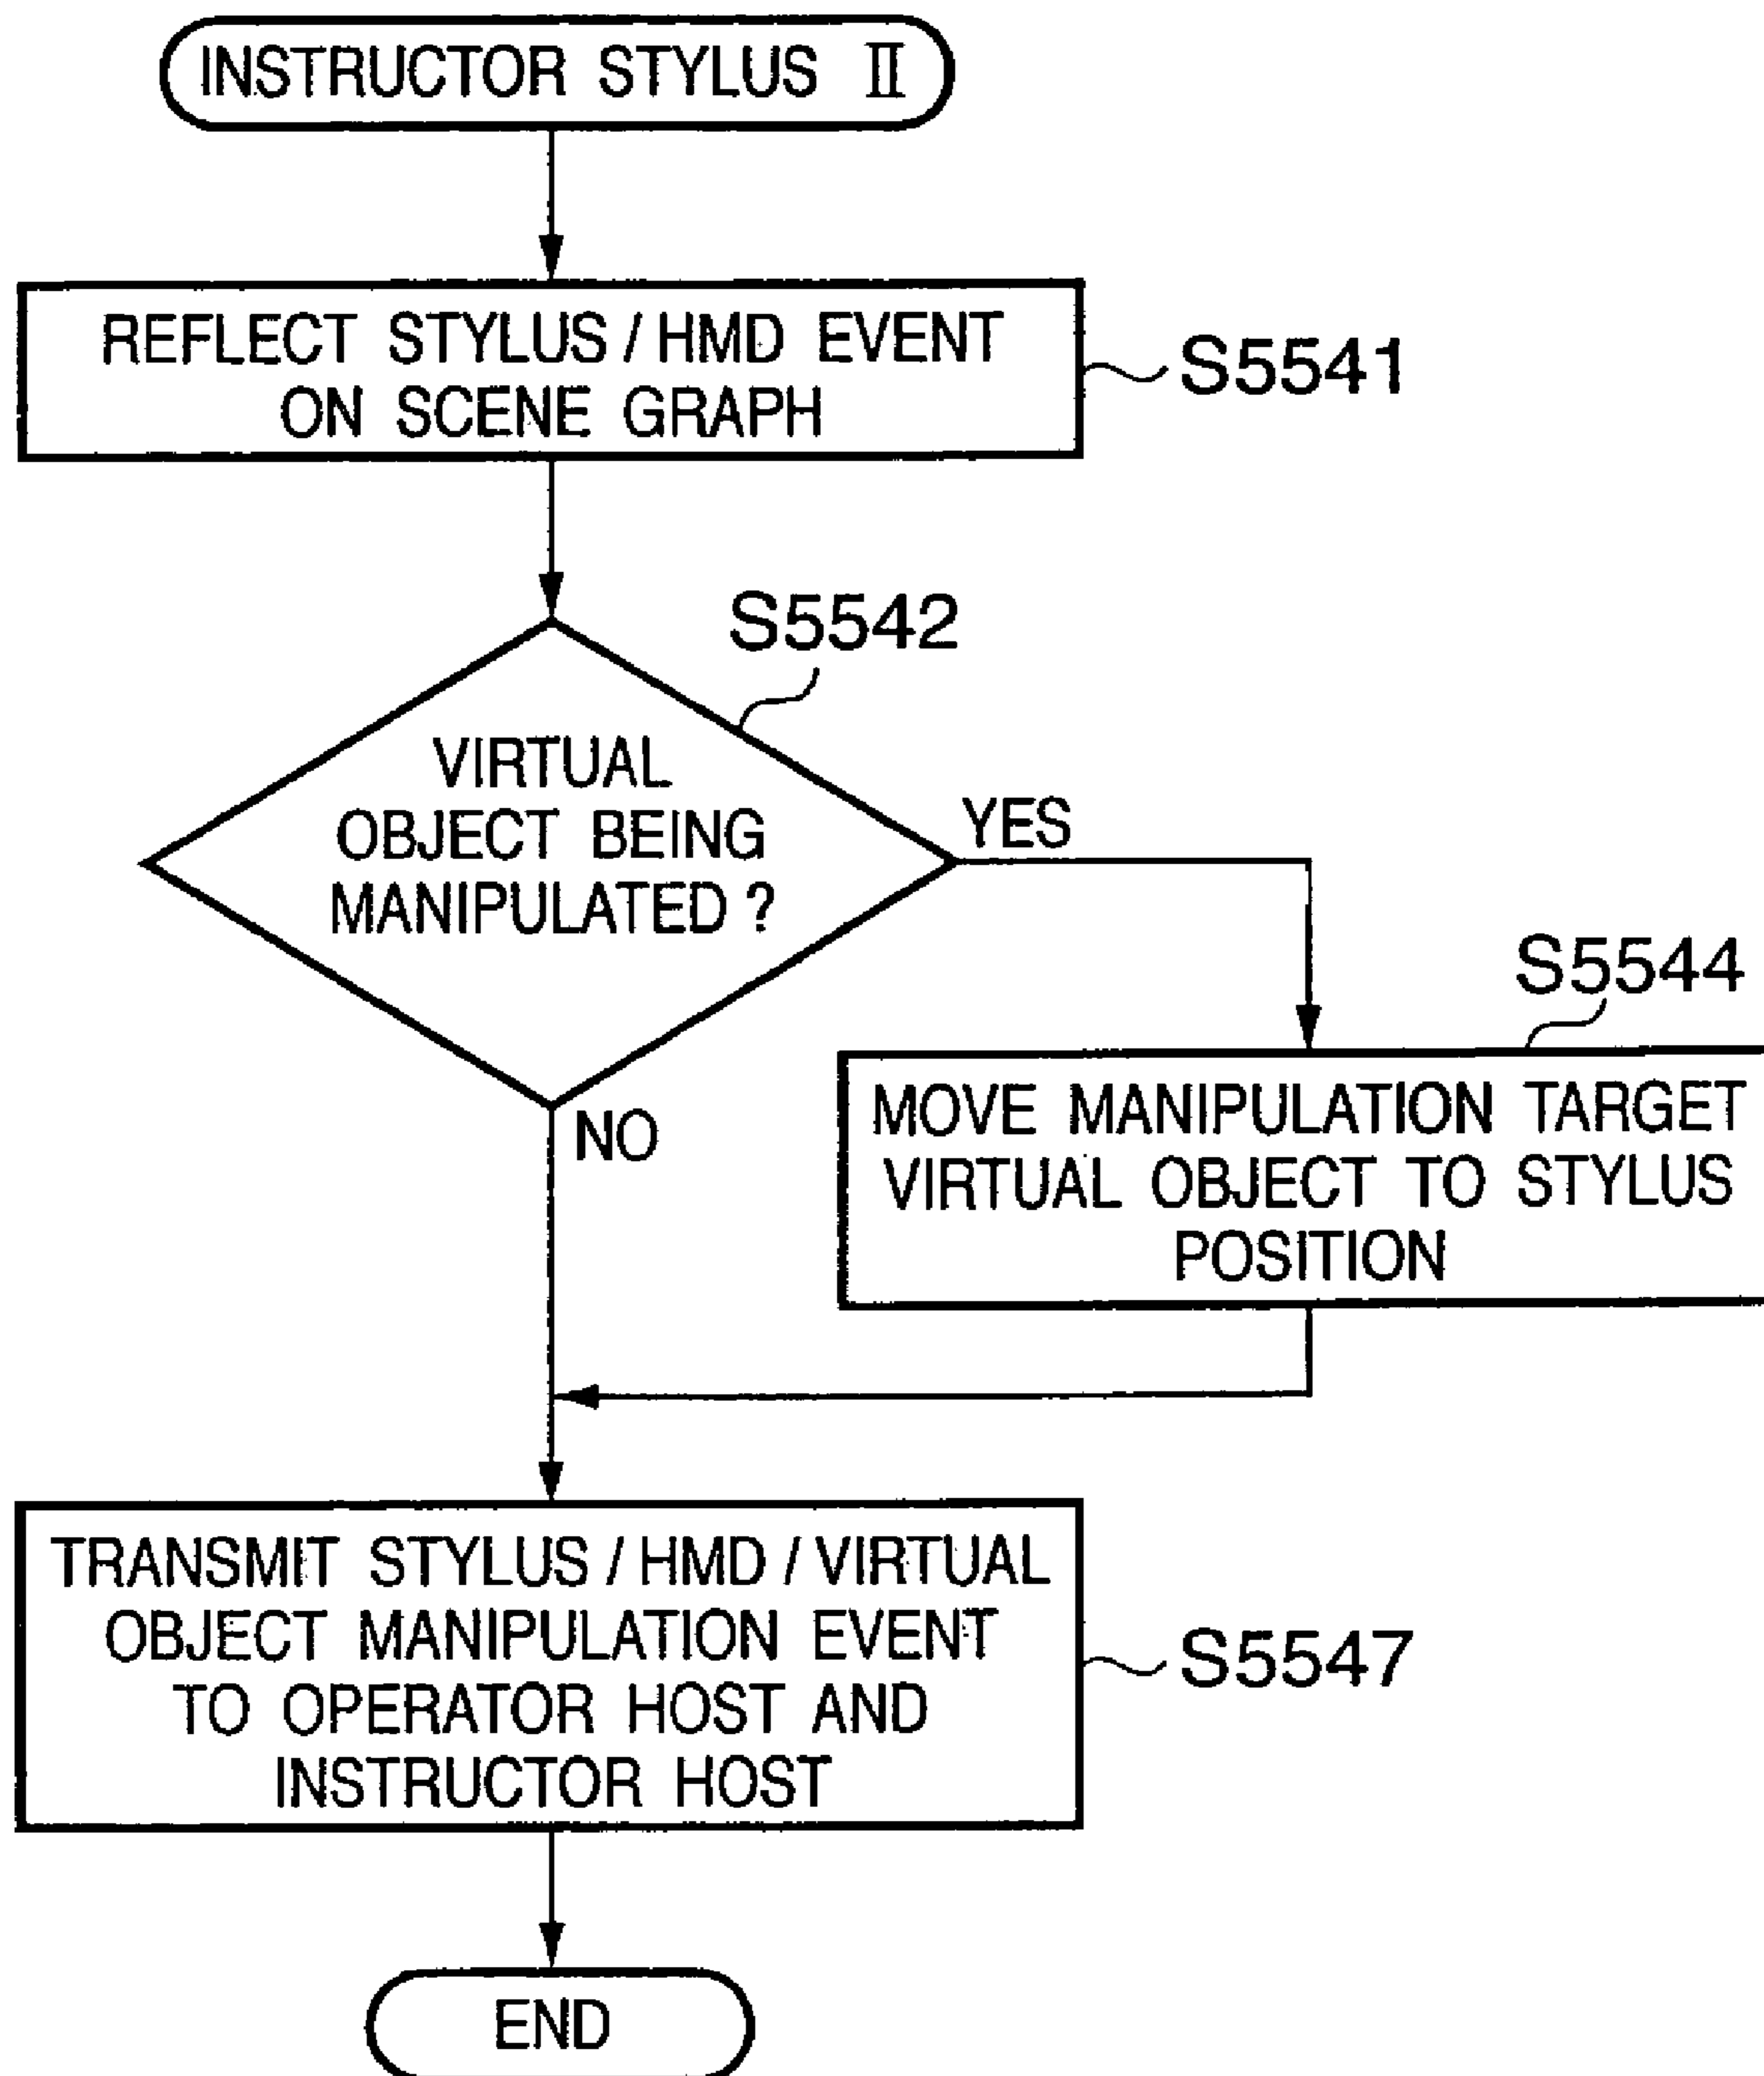 INSTRUCTOR STYLUS II
REFLECT STYLUS / HMD EVENT
ON SCENE GRAPH
S5541
S5542
VIRTUAL
OBJECT BEING
MANIPULATED ?
YES
NO
S5544
MOVE MANIPULATION TARGET
VIRTUAL OBJECT TO STYLUS
POSITION
TRANSMIT STYLUS / HMD / VIRTUAL
OBJECT MANIPULATION EVENT
TO OPERATOR HOST AND
INSTRUCTOR HOST
S5547
END